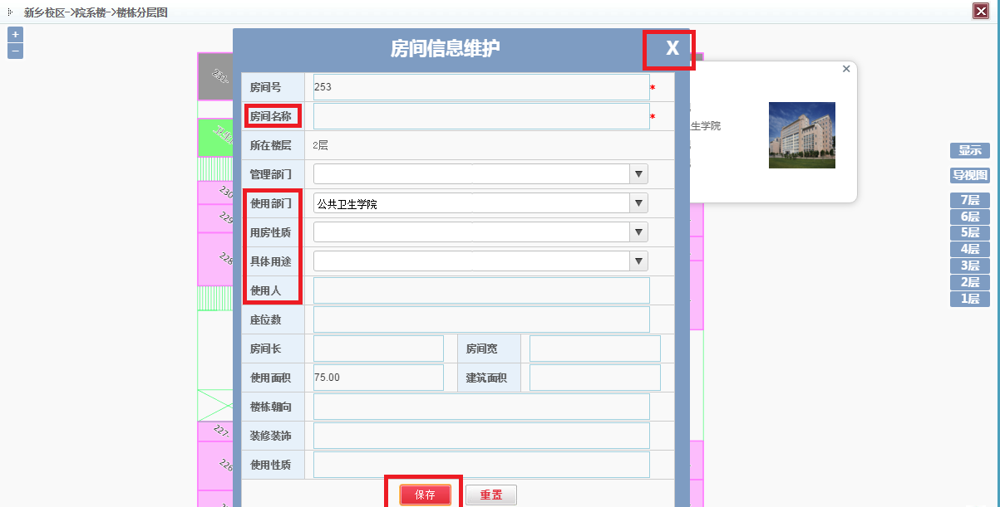 新乡校区->院系楼->楼栋分层图
+
−
房间信息维护
X
房间号 253 *
房间名称 *
所在楼层 2层
管理部门
使用部门 公共卫生学院
用房性质
具体用途
使用人
座位数
房间长 房间宽
使用面积 75.00 建筑面积
楼栋朝向
装修装饰
使用性质
保存 重置
231-
230
229
228
227-
226
生学院
显示
导视图
7层
6层
5层
4层
3层
2层
1层